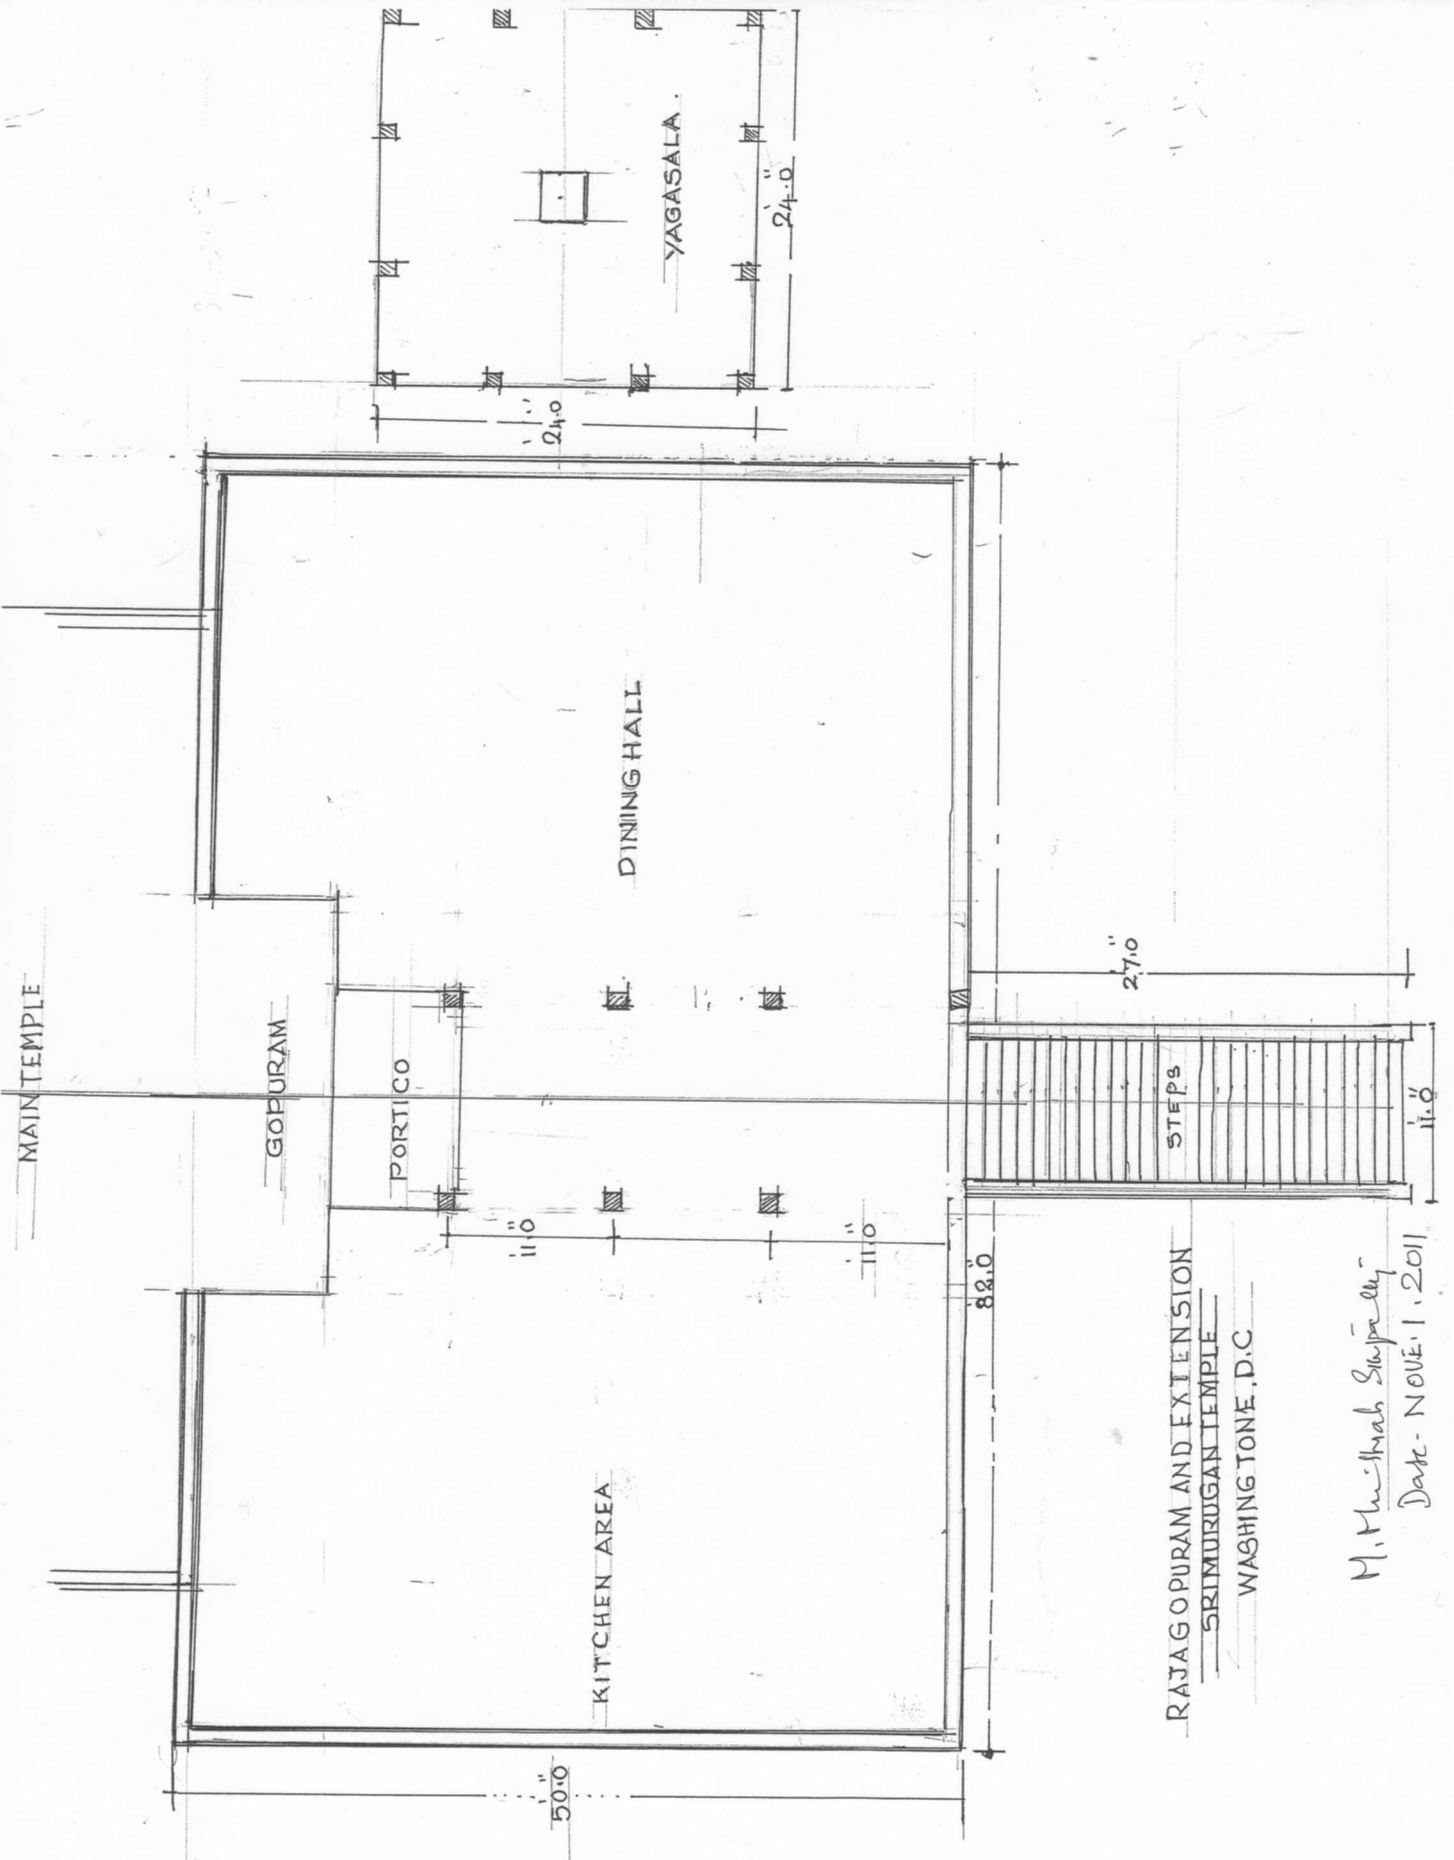 MAIN TEMPLE
GOPURAM
PORTICO
KITCHEN AREA
DINING HALL
YAGASALA.
24'.0"
24'.0"
50'.0"
11'.0"
11'.0"
82'.0
27'.0"
STEPS
11'.0"
RAJAGOPURAM AND EXTENSION
SRIMURUGAN TEMPLE
WASHINGTONE, D.C
M.
Date - NOVE. 1. 2011